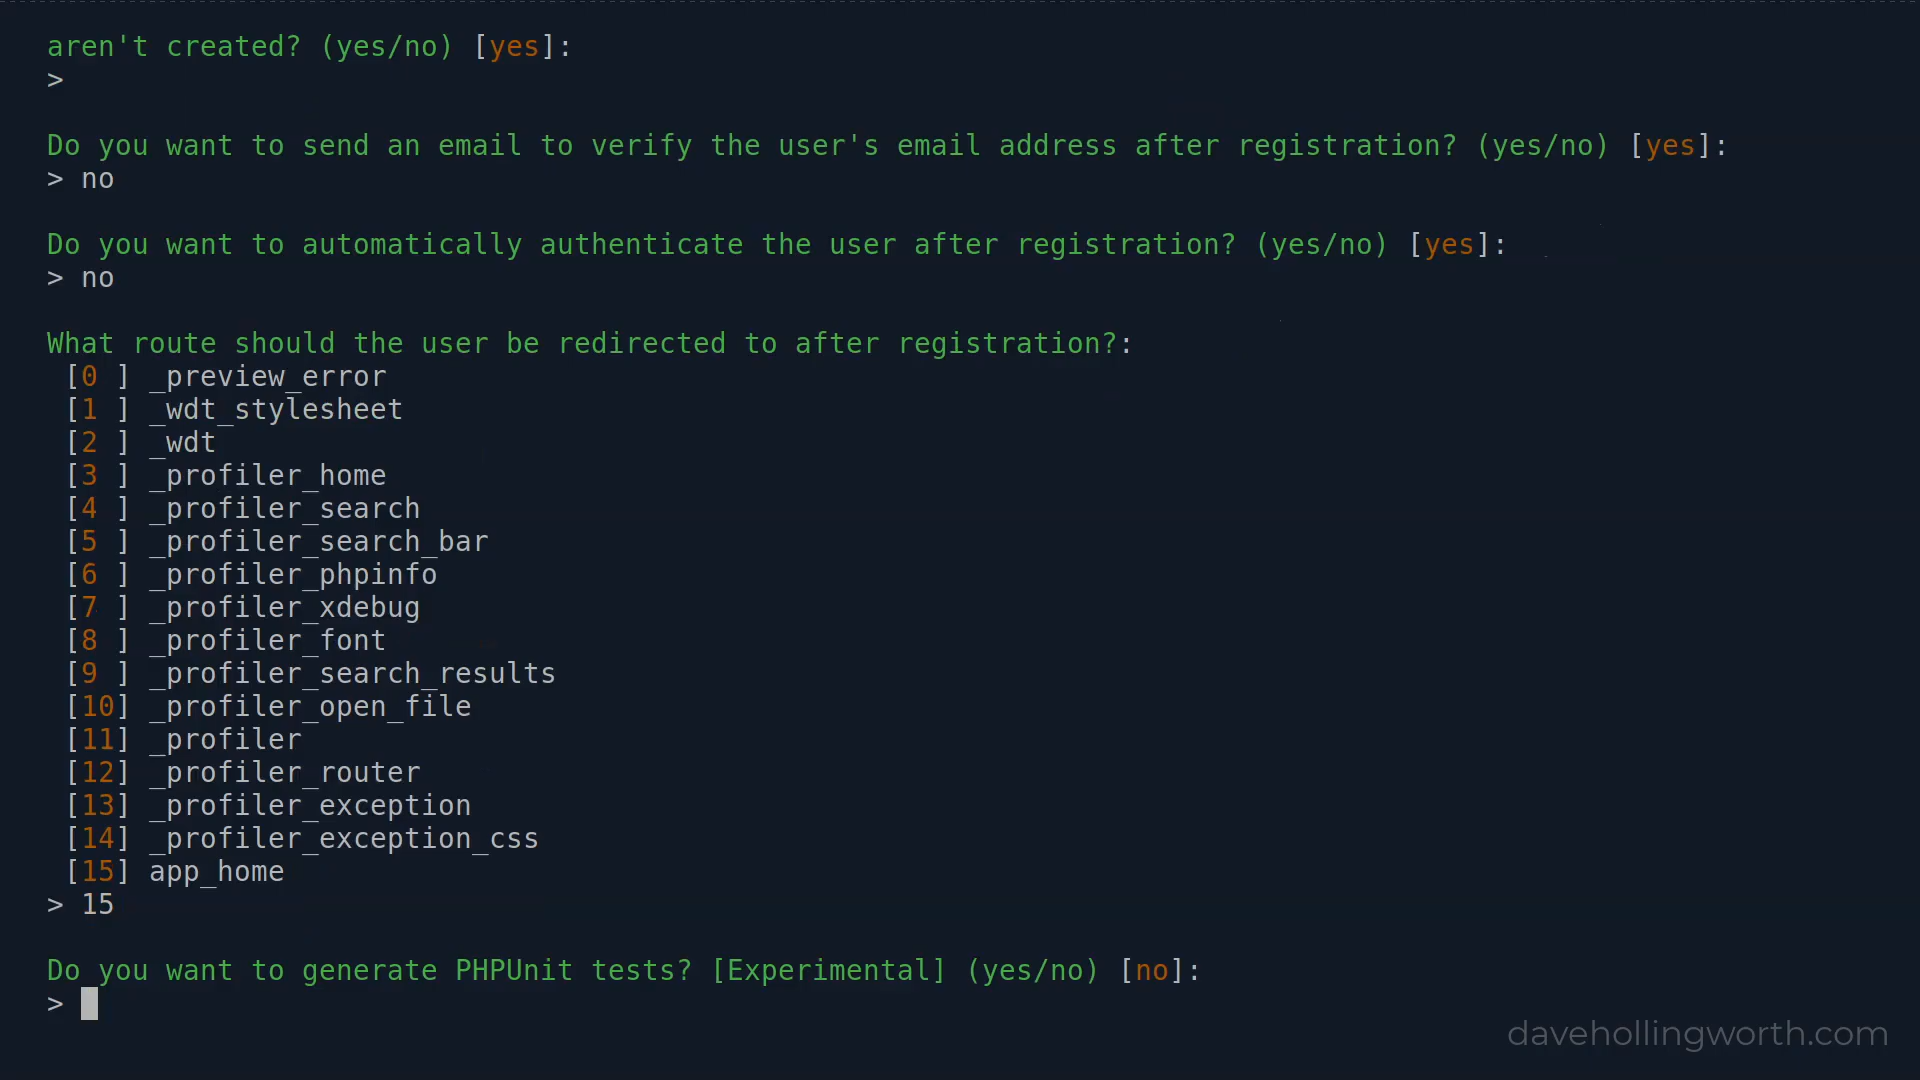 aren't created? (yes/no) [yes]:
>
Do you want to send an email to verify the user's email address after registration? (yes/no) [yes]:
> no
Do you want to automatically authenticate the user after registration? (yes/no) [yes]:
> no
What route should the user be redirected to after registration?:
[0 ] _preview_error
[1 ] _wdt_stylesheet
[2 ] _wdt
[3 ] _profiler_home
[4 ] _profiler_search
[5 ] _profiler_search_bar
[6 ] _profiler_phpinfo
[7 ] _profiler_xdebug
[8 ] _profiler_font
[9 ] _profiler_search_results
[10] _profiler_open_file
[11] _profiler
[12] _profiler_router
[13] _profiler_exception
[14] _profiler_exception_css
[15] app_home
> 15
Do you want to generate PHPUnit tests? [Experimental] (yes/no) [no]:
>
davehollingworth.com